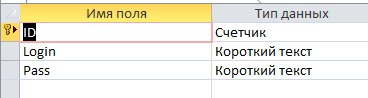 Имя поля Тип данных
ID Счетчик
Login Короткий текст
Pass Короткий текст